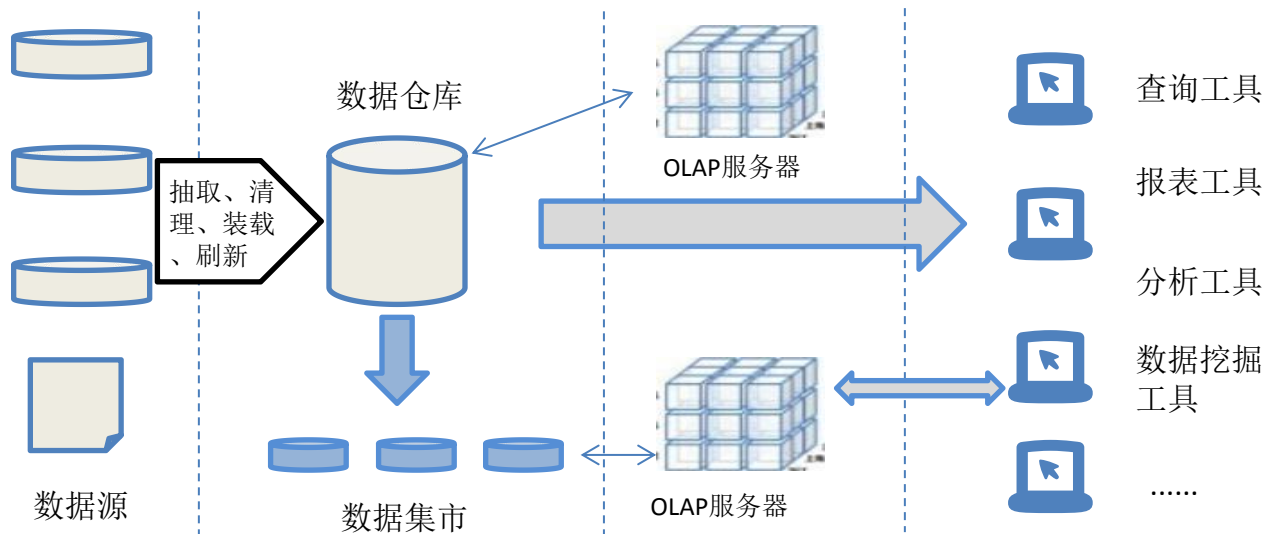 数据仓库
抽取、清
理、装载
、刷新
数据源
数据集市
OLAP服务器
OLAP服务器
查询工具
报表工具
分析工具
数据挖掘
工具
......